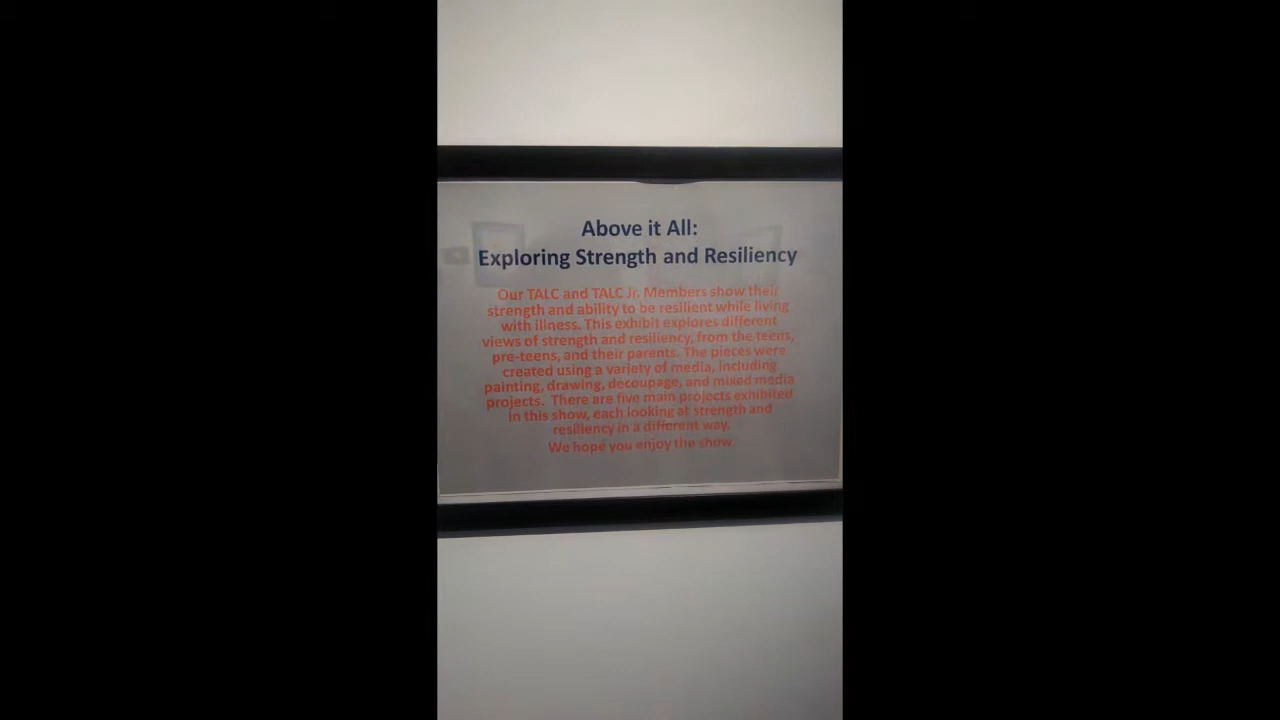 Above it All:
Exploring Strength and Resiliency
Our TALC and TALC Jr. Members show their
strength and ability to be resilient while living
with illness. This exhibit explores different
views of strength and resiliency, from the teens,
pre-teens, and their parents. The pieces were
created using a variety of media, including
painting, drawing, decoupage, and mixed media
projects. There are five main projects exhibited
in this show, each looking at strength and
resiliency in a different way.
We hope you enjoy the show.